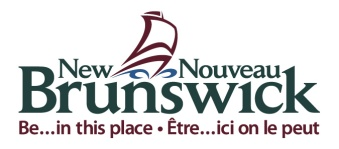 New Nouveau
Brunswick
Be...in this place • Être...ici on le peut